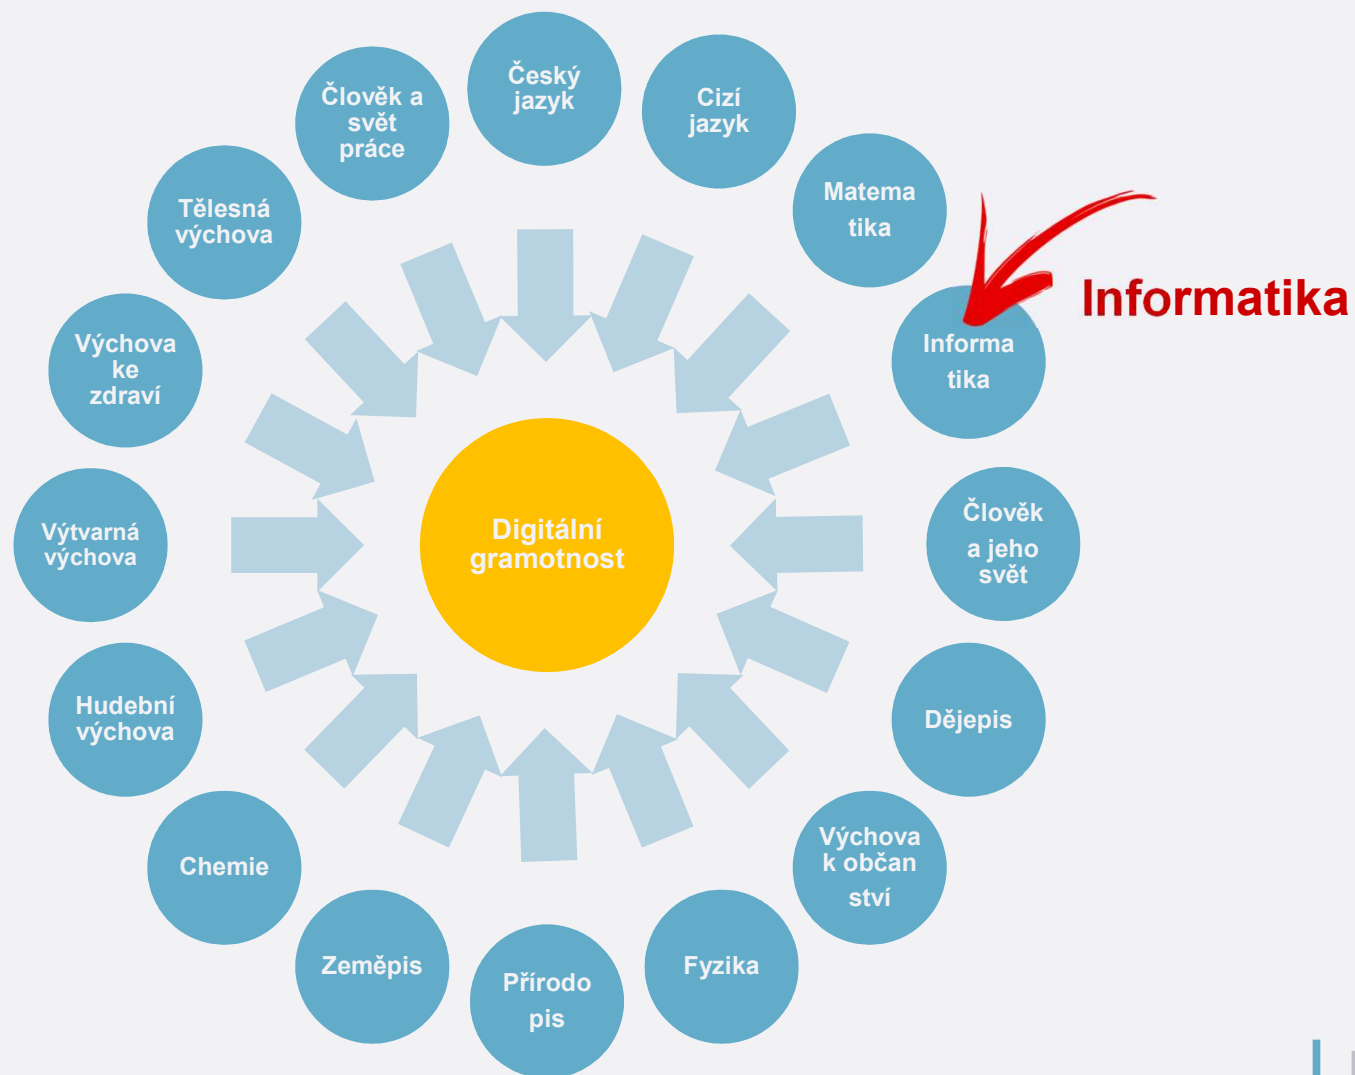 Český
jazyk
Cizí
jazyk
Matema
tika
Informa
tika
Informatika
Člověk
a jeho
svět
Dějepis
Výchova
k občan
ství
Fyzika
Přírodo
pis
Zeměpis
Chemie
Hudební
výchova
Výtvarná
výchova
Výchova
ke
zdraví
Tělesná
výchova
Člověk a
svět
práce
Digitální
gramotnost